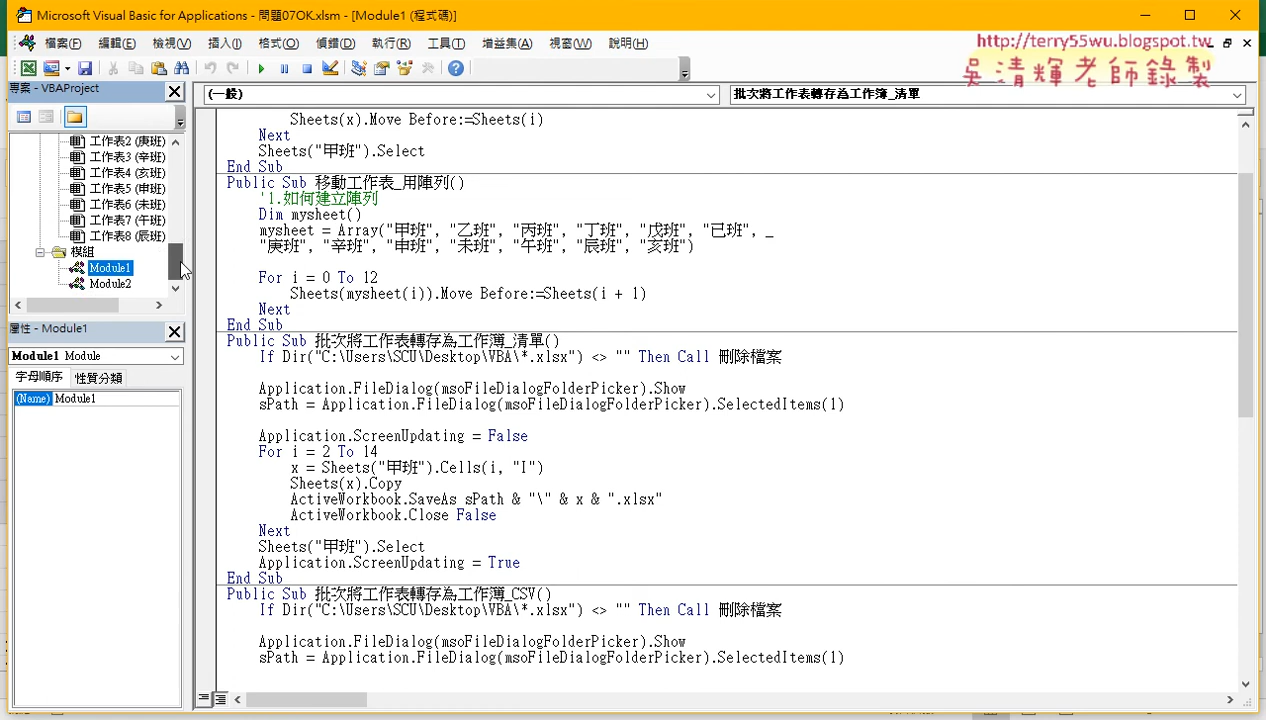 Microsoft Visual Basic for Applications - 問題07OK.xlsm - [Module1 (程式碼)]
檔案(F) 編輯(E) 檢視(V) 插入(I) 格式(O) 偵錯(D) 執行(R) 工具(T) 增益集(A) 視窗(W) 說明(H)
http://terry55wu.blogspot.tw
吳清輝老師錄製
專案 - VBAProject
(一般)
批次將工作表轉存為工作簿_清單
工作表2 (庚班)
工作表3 (辛班)
工作表4 (亥班)
工作表5 (申班)
工作表6 (未班)
工作表7 (午班)
工作表8 (辰班)
模組
Module1
Module2
屬性 - Module1
Module1 Module
字母順序 性質分類
(Name) Module1
Sheets(x).Move Before:=Sheets(i)
Next
Sheets("甲班").Select
End Sub
Public Sub 移動工作表_用陣列()
'1.如何建立陣列
Dim mysheet()
mysheet = Array("甲班", "乙班", "丙班", "丁班", "戊班", "已班", _
"庚班", "辛班", "申班", "未班", "午班", "辰班", "亥班")
For i = 0 To 12
Sheets(mysheet(i)).Move Before:=Sheets(i + 1)
Next
End Sub
Public Sub 批次將工作表轉存為工作簿_清單()
If Dir("C:\Users\SCU\Desktop\VBA\*.xlsx") <> "" Then Call 刪除檔案
Application.FileDialog(msoFileDialogFolderPicker).Show
sPath = Application.FileDialog(msoFileDialogFolderPicker).SelectedItems(1)
Application.ScreenUpdating = False
For i = 2 To 14
x = Sheets("甲班").Cells(i, "I")
Sheets(x).Copy
ActiveWorkbook.SaveAs sPath & "\" & x & ".xlsx"
ActiveWorkbook.Close False
Next
Sheets("甲班").Select
Application.ScreenUpdating = True
End Sub
Public Sub 批次將工作表轉存為工作簿_CSV()
If Dir("C:\Users\SCU\Desktop\VBA\*.xlsx") <> "" Then Call 刪除檔案
Application.FileDialog(msoFileDialogFolderPicker).Show
sPath = Application.FileDialog(msoFileDialogFolderPicker).SelectedItems(1)